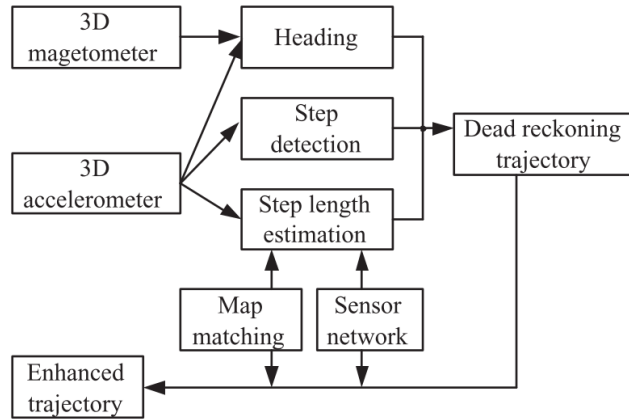 3D
magetometer
Heading
Step
detection
Dead reckoning
trajectory
3D
accelerometer
Step length
estimation
Map
matching
Sensor
network
Enhanced
trajectory